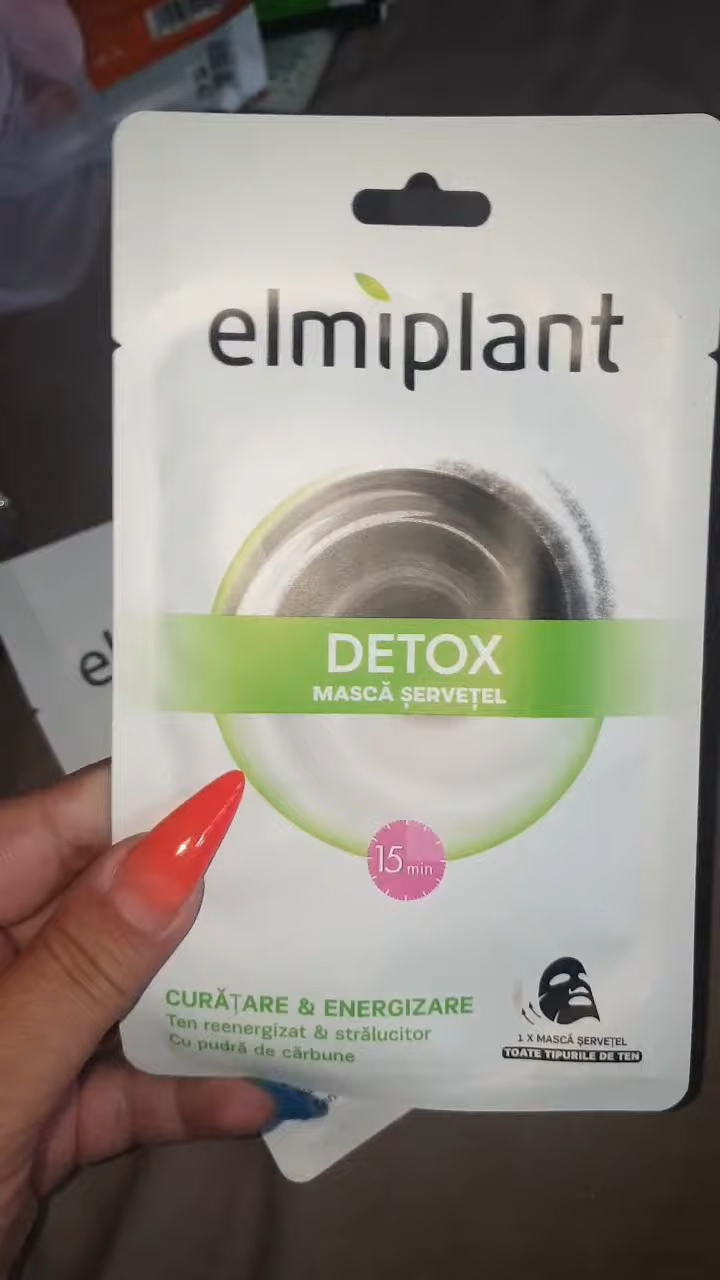 elmiplant
DETOX
MASCĂ ȘERVEȚEL
15 min
CURĂȚARE & ENERGIZARE
Ten reenergizat & strălucitor
Cu pudră de cărbune
1 X MASCĂ ȘERVEȚEL
TOATE TIPURILE DE TEN
el